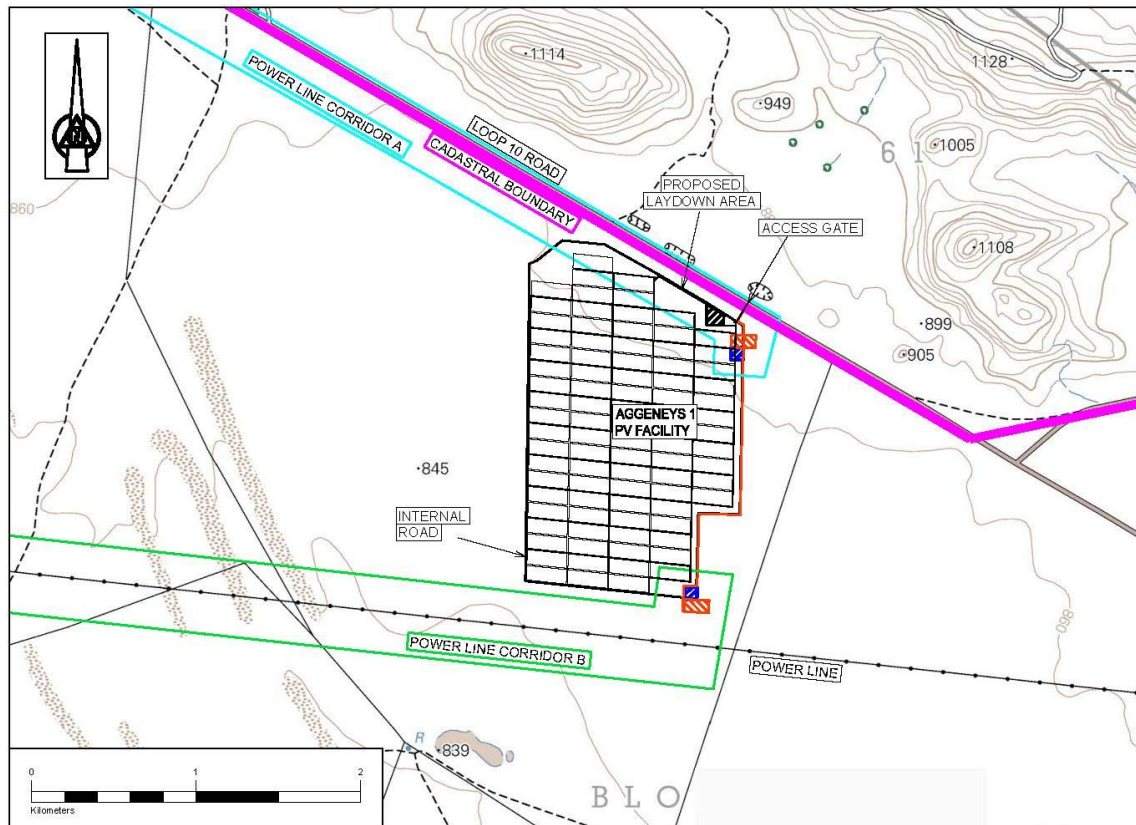 1114
1128
POWER LINE CORRIDOR A
949
LOOP 10 ROAD
6 1
1005
CADASTRAL BOUNDARY
PROPOSED
LAYDOWN AREA
860
ACCESS GATE
1108
899
905
AGGENEYS 1
PV FACILITY
845
INTERNAL
ROAD
860
POWER LINE CORRIDOR B
POWER LINE
R
839
0 1 2
Kilometers
B L O